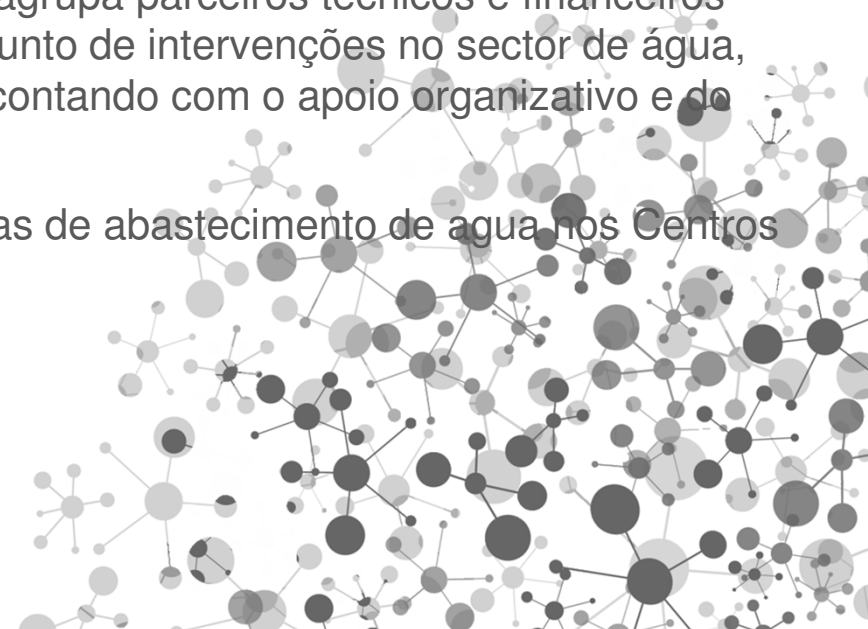 agrupa parceiros técnicos e financeiros
unto de intervenções no sector de água,
contando com o apoio organizativo e do
as de abastecimento de agua nos Centros